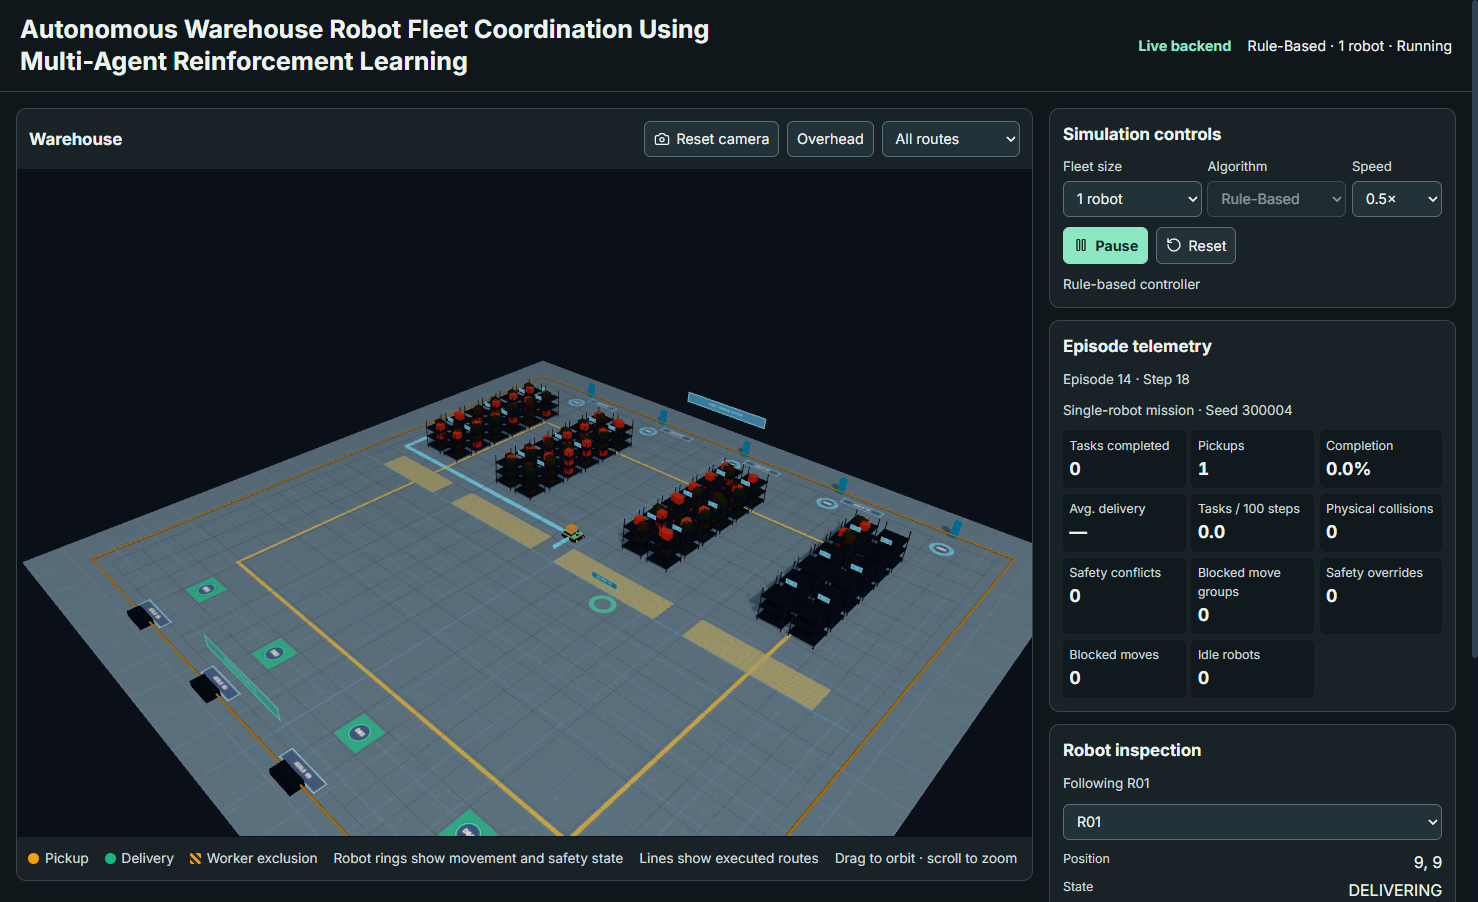 Autonomous Warehouse Robot Fleet Coordination Using
Multi-Agent Reinforcement Learning
Live backend
Rule-Based · 1 robot · Running
Warehouse
Reset camera
Overhead
All routes
Pickup
Delivery
Worker exclusion
Robot rings show movement and safety state
Lines show executed routes
Drag to orbit · scroll to zoom
Simulation controls
Fleet size
Algorithm
Speed
1 robot
Rule-Based
0.5×
Pause
Reset
Rule-based controller
Episode telemetry
Episode 14 · Step 18
Single-robot mission · Seed 300004
Tasks completed
0
Pickups
1
Completion
0.0%
Avg. delivery
—
Tasks / 100 steps
0.0
Physical collisions
0
Safety conflicts
0
Blocked move
groups
0
Safety overrides
0
Blocked moves
0
Idle robots
0
Robot inspection
Following R01
R01
Position
9, 9
State
DELIVERING